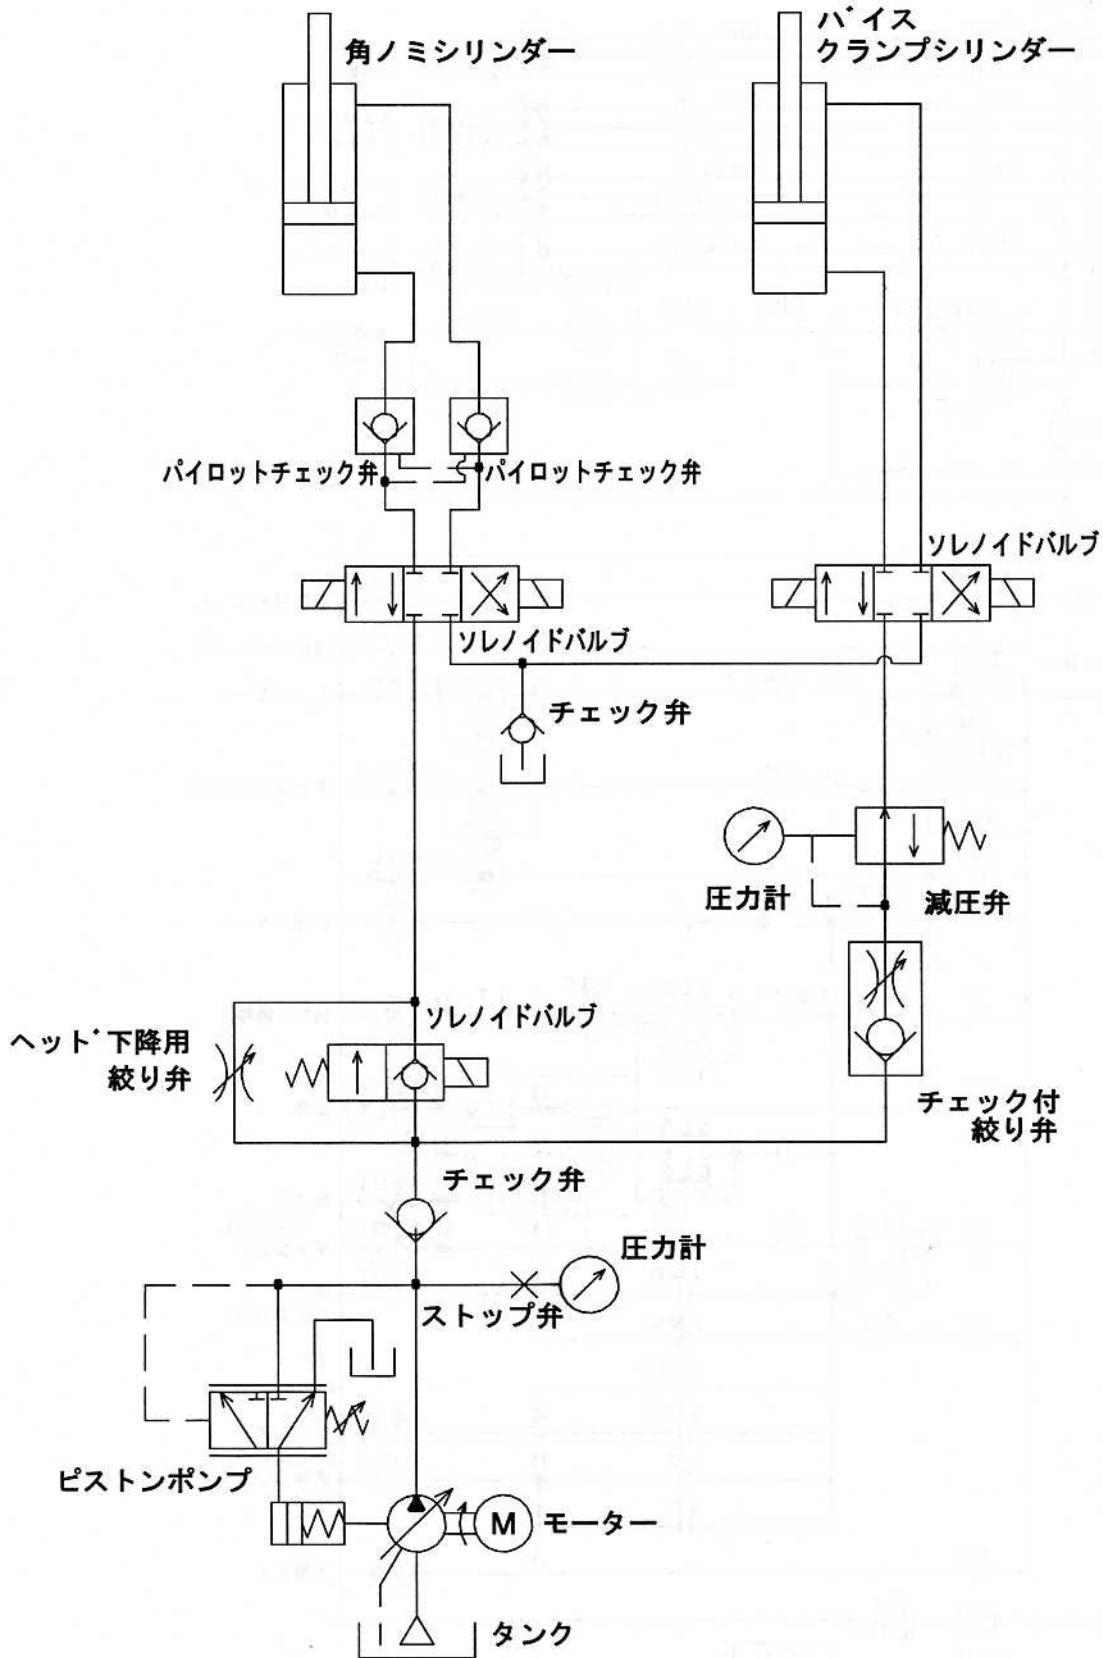 角ノミシリンダー
バイス
クランプシリンダー
パイロットチェック弁
パイロットチェック弁
ソレノイドバルブ
ソレノイドバルブ
チェック弁
圧力計
減圧弁
ソレノイドバルブ
ヘッド下降用
絞り弁
チェック付
絞り弁
チェック弁
圧力計
ストップ弁
ピストンポンプ
M
モーター
タンク